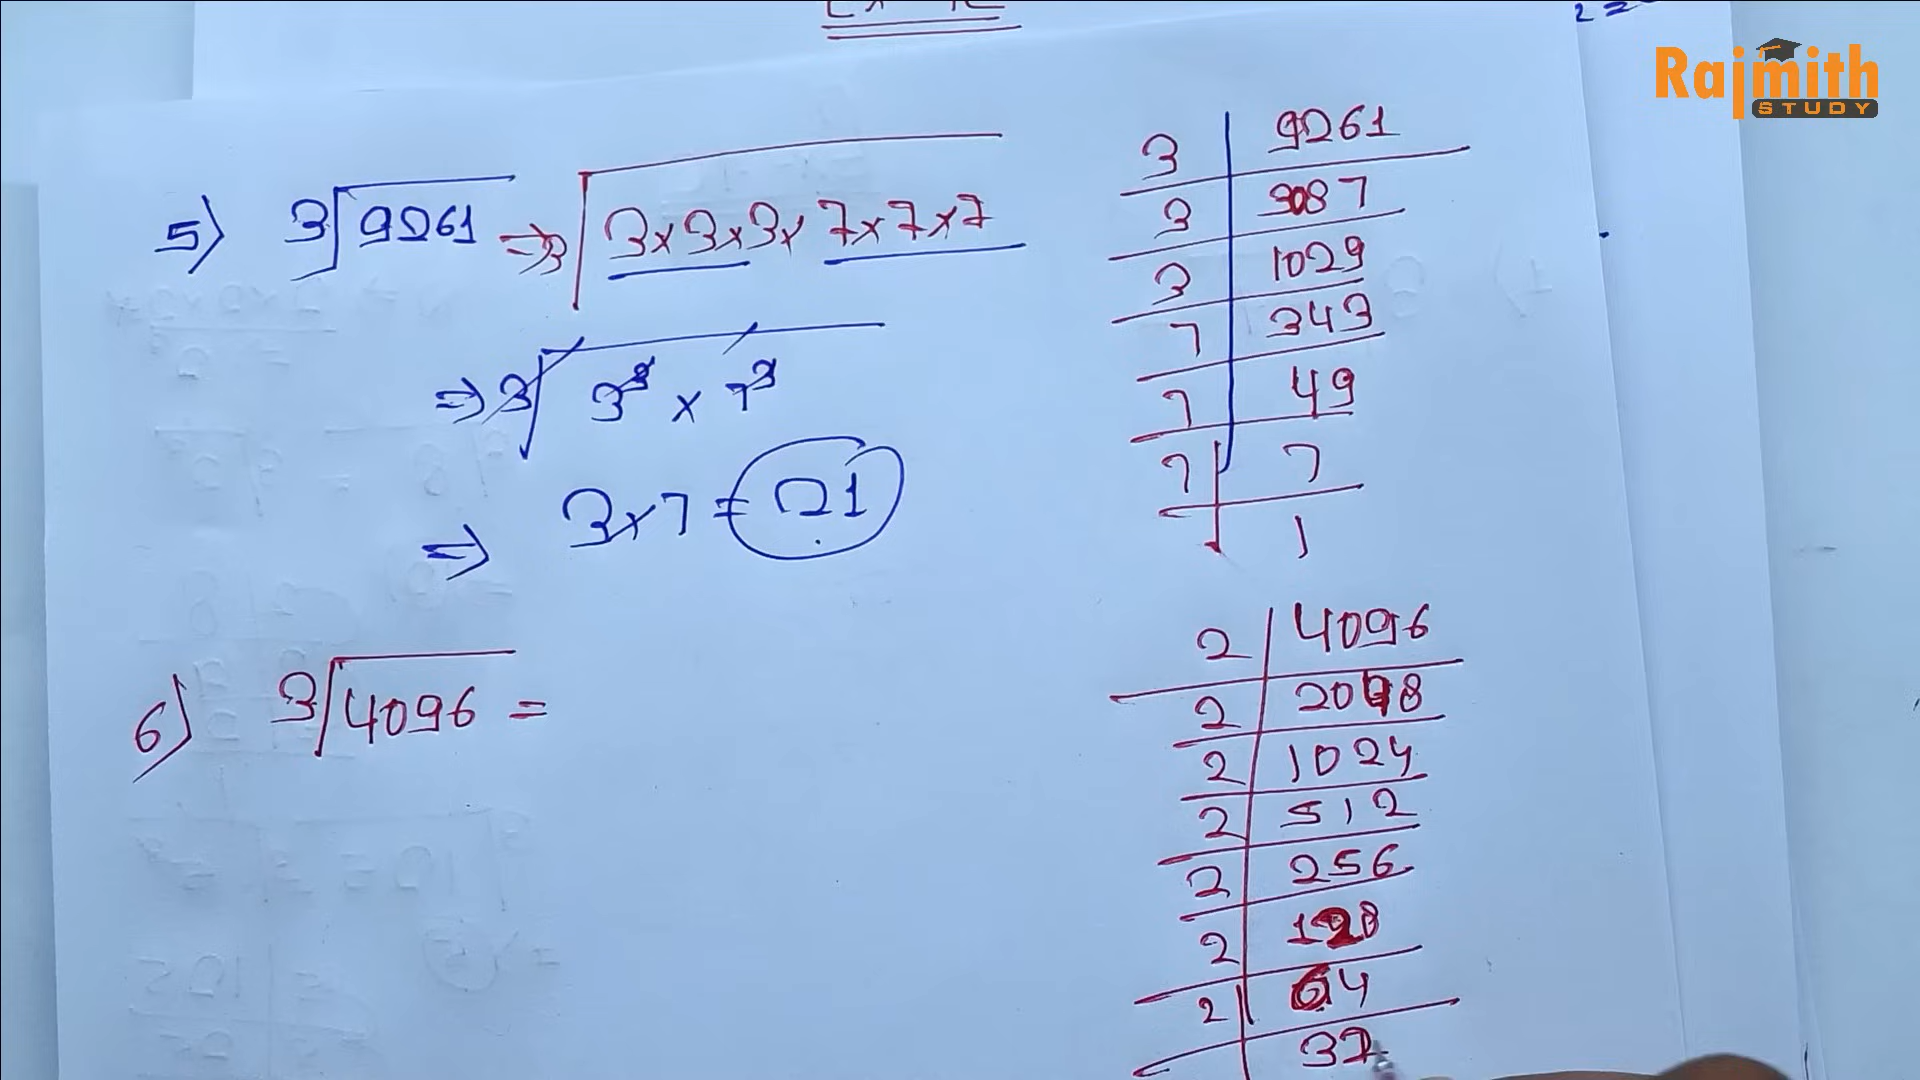 Rajmith
STUDY
5) ∛9261 ⇒ ∛3×3×3×7×7×7
⇒ ∛3³ × 7³
⇒ 3×7 = 21
3 | 9261
3 | 3087
3 | 1029
7 | 343
7 | 49
7 | 7
1
6) ∛4096 =
2 | 4096
2 | 2048
2 | 1024
2 | 512
2 | 256
2 | 128
2 | 64
32